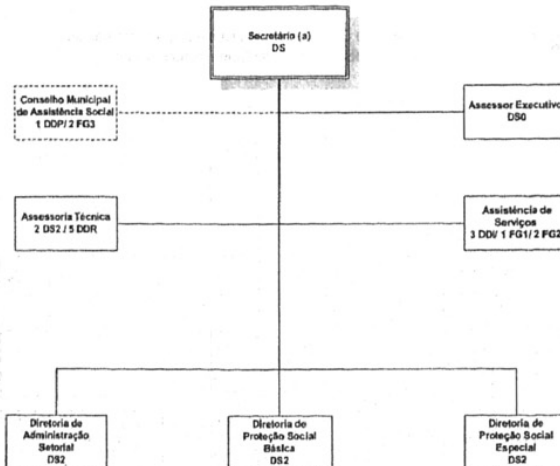 Secretário (a)
DS
Conselho Municipal
de Assistência Social
1 DDP/ 2 FG3
Assessor Executivo
DS0
Assessoria Técnica
2 DS2 / 5 DDR
Assistência de
Serviços
3 DDI/ 1 FG1/ 2 FG2
Diretoria de
Administração
Setorial
DS2
Diretoria de
Proteção Social
Básica
DS2
Diretoria de
Proteção Social
Especial
DS2